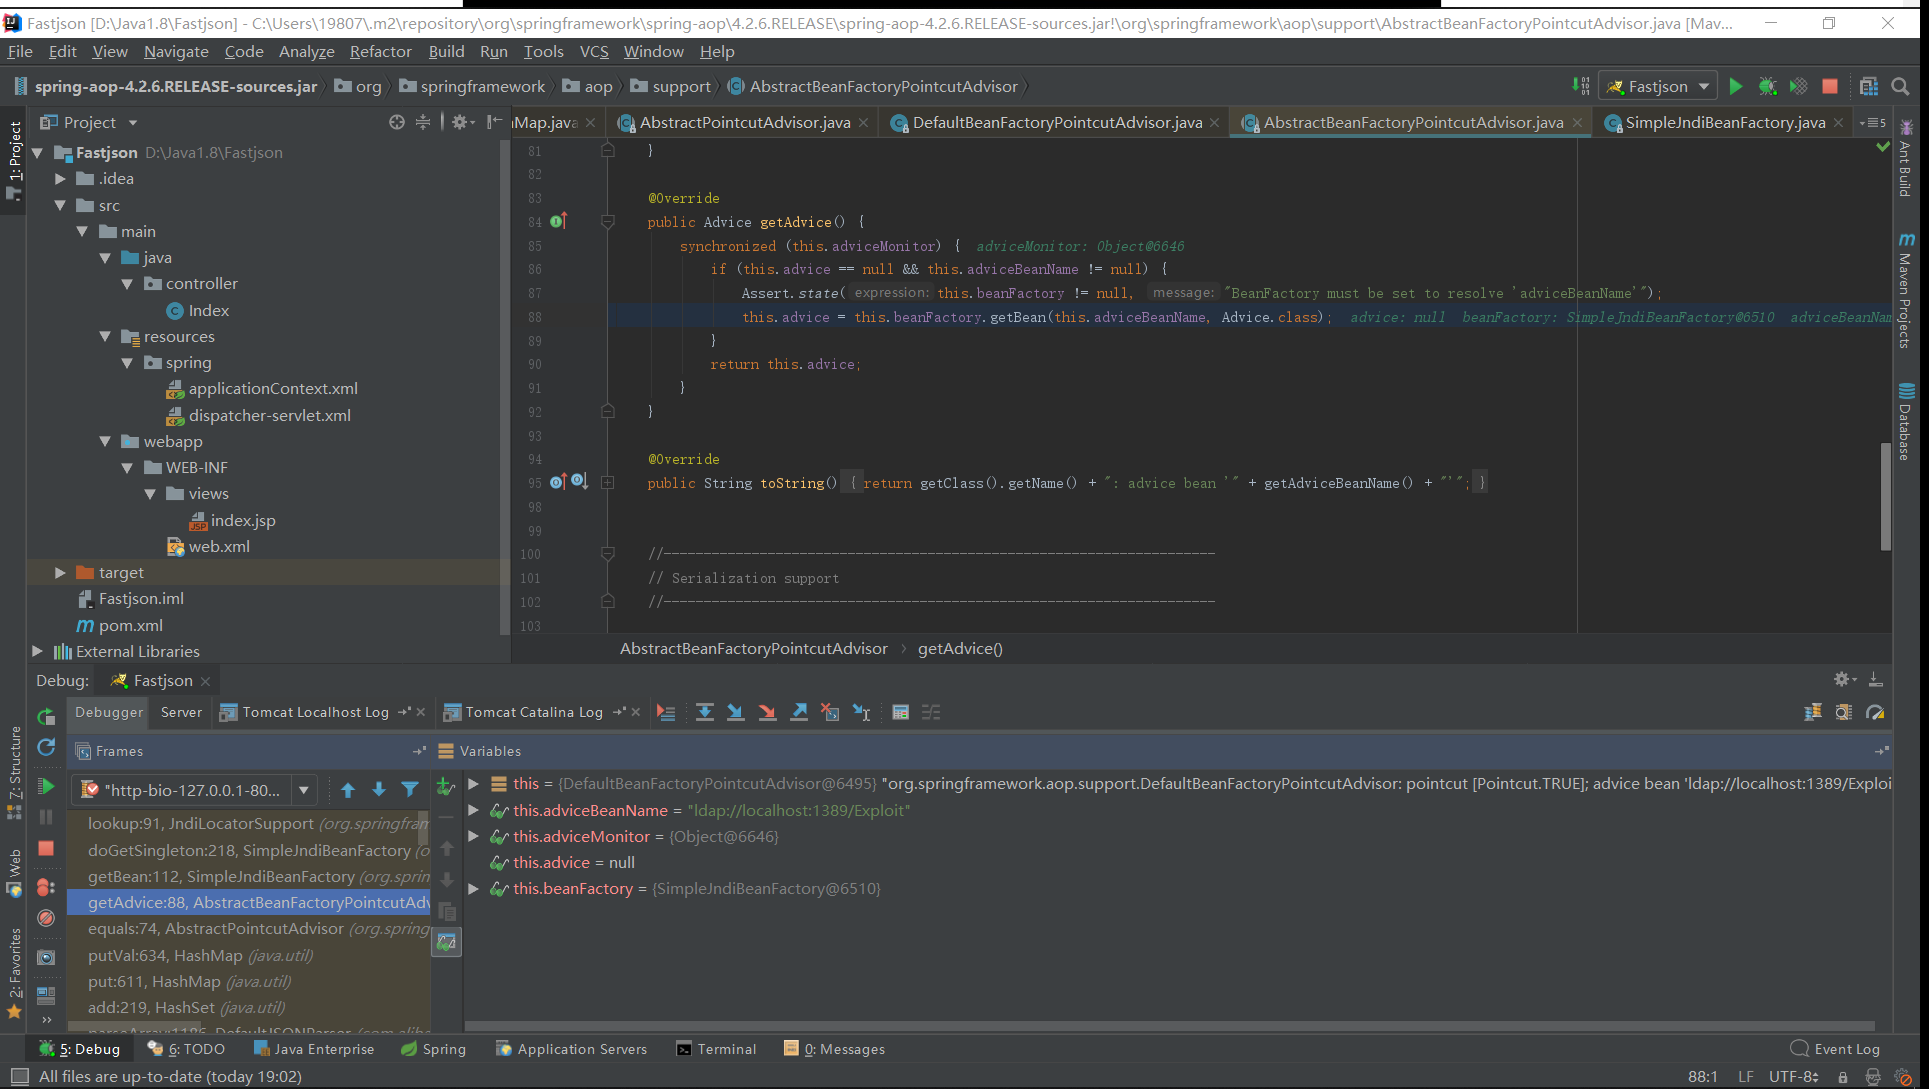 Fastjson [D:\Java1.8\Fastjson] - C:\Users\19807\.m2\repository\org\springframework\spring-aop\4.2.6.RELEASE\spring-aop-4.2.6.RELEASE-sources.jar!\org\springframework\aop\support\AbstractBeanFactoryPointcutAdvisor.java [Mav...
File Edit View Navigate Code Analyze Refactor Build Run Tools VCS Window Help
spring-aop-4.2.6.RELEASE-sources.jar org springframework aop support AbstractBeanFactoryPointcutAdvisor Fastjson
Project
nMap.java AbstractPointcutAdvisor.java DefaultBeanFactoryPointcutAdvisor.java AbstractBeanFactoryPointcutAdvisor.java SimpleJndiBeanFactory.java 5
1: Project
Fastjson D:\Java1.8\Fastjson
.idea
src
main
java
controller
Index
resources
spring
applicationContext.xml
dispatcher-servlet.xml
webapp
WEB-INF
views
index.jsp
web.xml
target
Fastjson.iml
pom.xml
External Libraries
81 }
82
83 @Override
84 public Advice getAdvice() {
85 synchronized (this.adviceMonitor) { adviceMonitor: Object@6646
86 if (this.advice == null && this.adviceBeanName != null) {
87 Assert.state( expression: this.beanFactory != null, message: "BeanFactory must be set to resolve 'adviceBeanName'");
88 this.advice = this.beanFactory.getBean(this.adviceBeanName, Advice.class); advice: null beanFactory: SimpleJndiBeanFactory@6510 adviceBeanNam
89 }
90 return this.advice;
91 }
92 }
93
94 @Override
95 public String toString() { return getClass().getName() + ": advice bean '" + getAdviceBeanName() + "'"; }
98
99
100 //---------------------------------------------------------------------
101 // Serialization support
102 //---------------------------------------------------------------------
103
AbstractBeanFactoryPointcutAdvisor getAdvice()
Ant Build
Maven Projects
Database
Debug: Fastjson
Debugger Server Tomcat Localhost Log Tomcat Catalina Log
7: Structure
Web
2: Favorites
Frames
"http-bio-127.0.0.1-80...
lookup:91, JndiLocatorSupport (org.springfram
doGetSingleton:218, SimpleJndiBeanFactory (o
getBean:112, SimpleJndiBeanFactory (org.sprin
getAdvice:88, AbstractBeanFactoryPointcutAdv
equals:74, AbstractPointcutAdvisor (org.spring
putVal:634, HashMap (java.util)
put:611, HashMap (java.util)
add:219, HashSet (java.util)
parseArray:1186, DefaultJSONParser (com.aliba
Variables
this = {DefaultBeanFactoryPointcutAdvisor@6495} "org.springframework.aop.support.DefaultBeanFactoryPointcutAdvisor: pointcut [Pointcut.TRUE]; advice bean 'ldap://localhost:1389/Exploi
this.adviceBeanName = "ldap://localhost:1389/Exploit"
this.adviceMonitor = {Object@6646}
this.advice = null
this.beanFactory = {SimpleJndiBeanFactory@6510}
5: Debug 6: TODO Java Enterprise Spring Application Servers Terminal 0: Messages Event Log
All files are up-to-date (today 19:02) 88:1 LF UTF-8